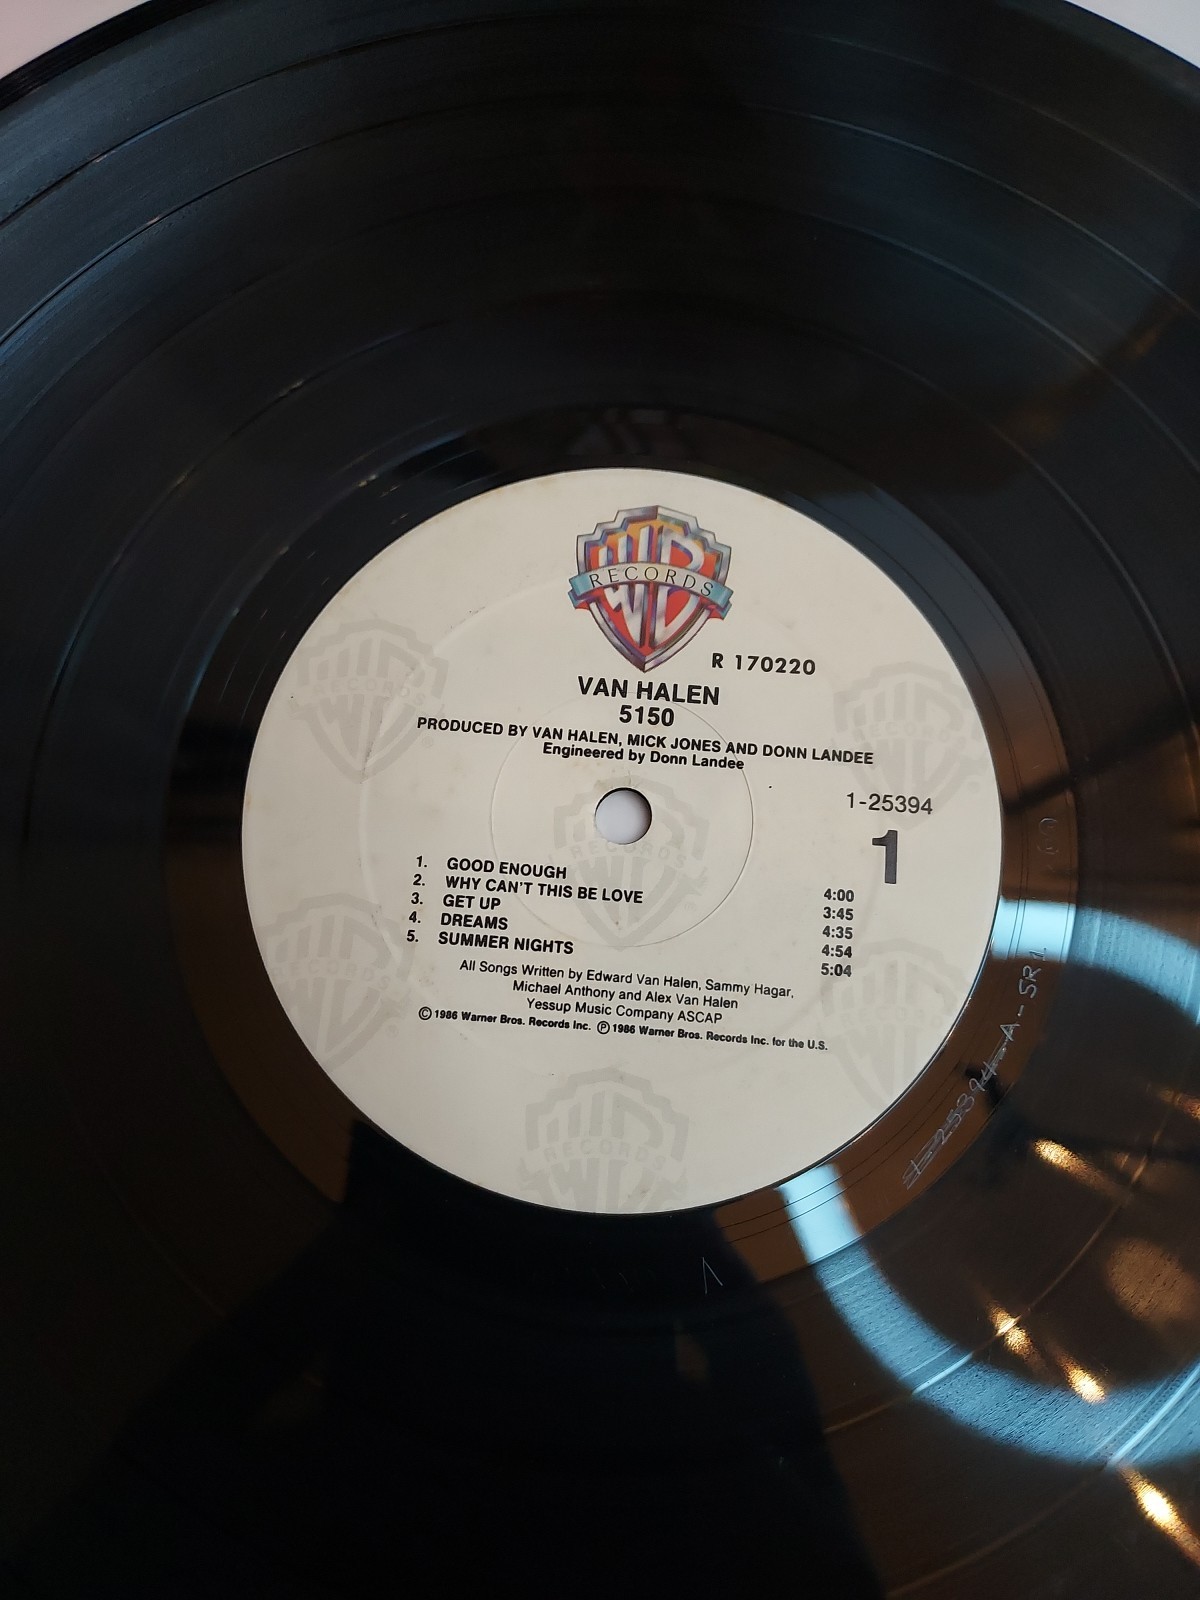 WB
RECORDS
R 170220
VAN HALEN
5150
PRODUCED BY VAN HALEN, MICK JONES AND DONN LANDEE
Engineered by Donn Landee
1-25394
1
1. GOOD ENOUGH 4:00
2. WHY CAN'T THIS BE LOVE 3:45
3. GET UP 4:35
4. DREAMS 4:54
5. SUMMER NIGHTS 5:04
All Songs Written by Edward Van Halen, Sammy Hagar,
Michael Anthony and Alex Van Halen
Yessup Music Company ASCAP
© 1986 Warner Bros. Records Inc. ℗ 1986 Warner Bros. Records Inc. for the U.S.